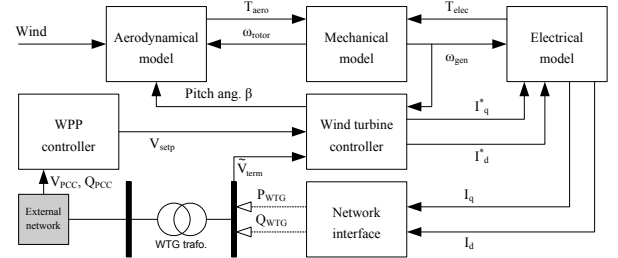 T_aero
T_elec
Wind
Aerodynamical
model
ω_rotor
Mechanical
model
ω_gen
Electrical
model
Pitch ang. β
WPP
controller
V_setp
Wind turbine
controller
I*_q
I*_d
Ṽ_term
V_PCC, Q_PCC
External
network
WTG trafo.
P_WTG
Q_WTG
Network
interface
I_q
I_d